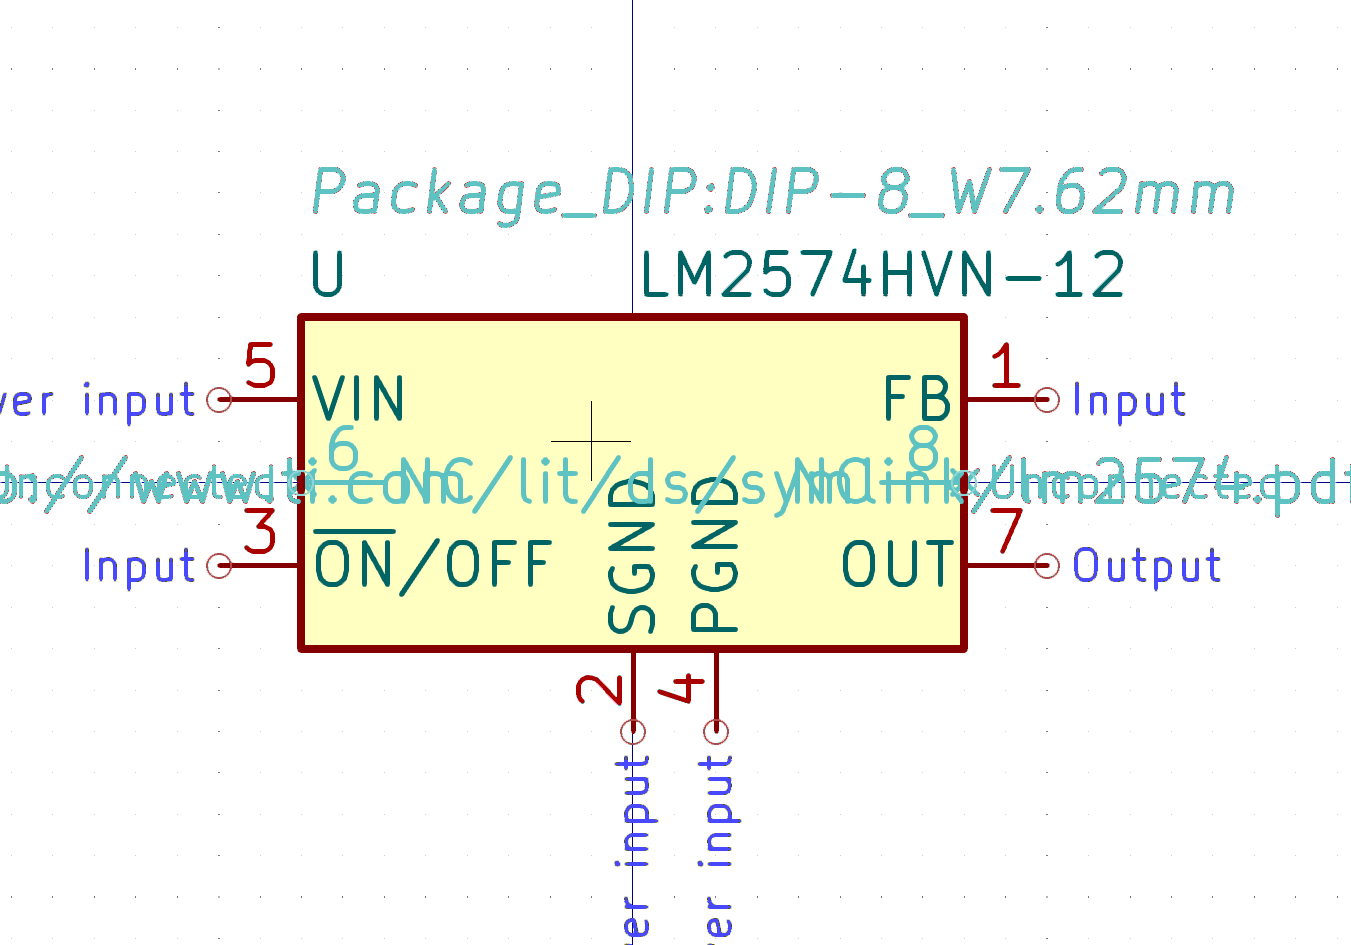 Package_DIP:DIP-8_W7.62mm
U LM2574HVN-12
5 1
ver input VIN FB Input
6 8
www.ti.com/lit/ds/symlink/lm2574.pdf
NC NC
3 7
Input ON/OFF OUT Output
SGND PGND
2 4
er input er input